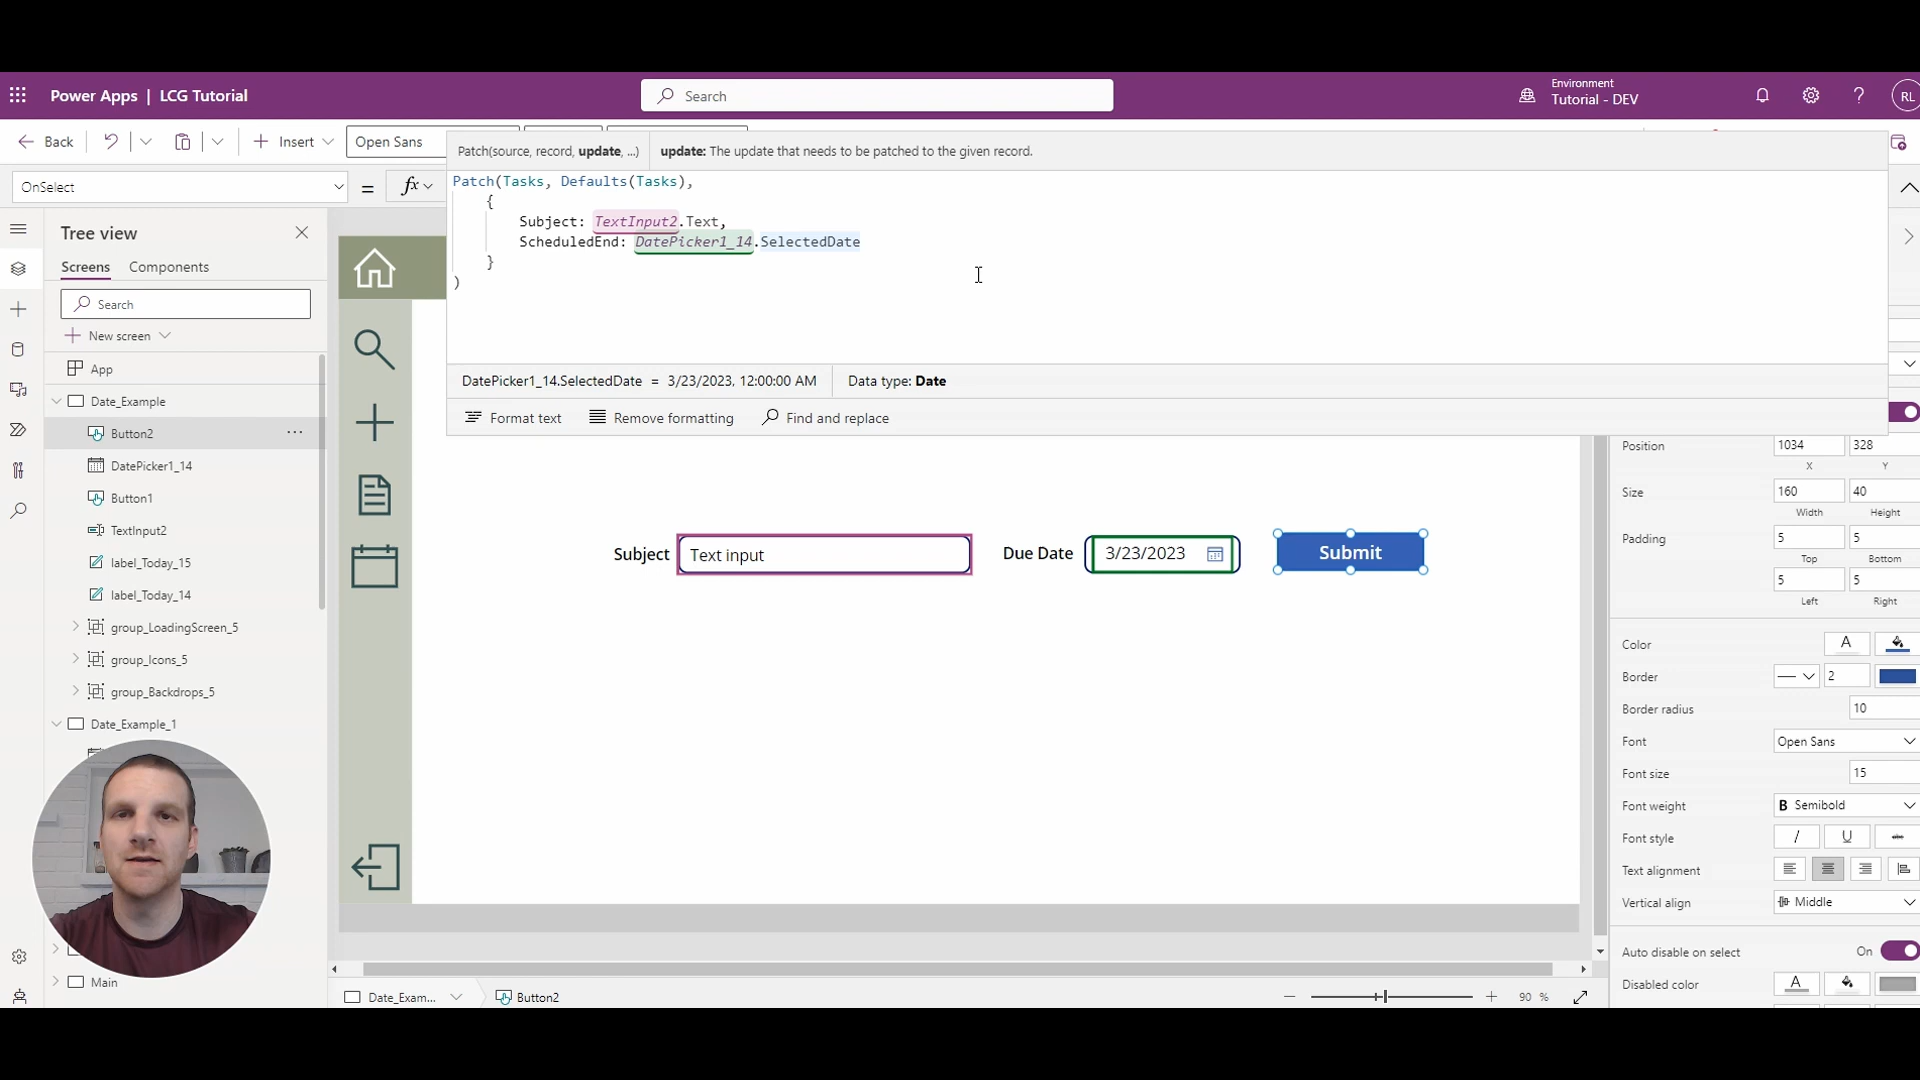 Power Apps | LCG Tutorial
Search
Environment
Tutorial - DEV
RL
Back
Insert
Open Sans
Patch(source, record, update, ...)
update: The update that needs to be patched to the given record.
OnSelect
=
fx
Patch(Tasks, Defaults(Tasks),
{
Subject: TextInput2.Text,
ScheduledEnd: DatePicker1_14.SelectedDate
}
)
DatePicker1_14.SelectedDate = 3/23/2023, 12:00:00 AM
Data type: Date
Format text
Remove formatting
Find and replace
Tree view
Screens
Components
Search
New screen
App
Date_Example
Button2
...
DatePicker1_14
Button1
TextInput2
label_Today_15
label_Today_14
group_LoadingScreen_5
group_Icons_5
group_Backdrops_5
Date_Example_1
Main
Subject
Text input
Due Date
3/23/2023
Submit
Position
1034
328
X
Y
Size
160
40
Width
Height
Padding
5
5
Top
Bottom
5
5
Left
Right
Color
A
Border
2
Border radius
10
Font
Open Sans
Font size
15
Font weight
B Semibold
Font style
/
U
Text alignment
Vertical align
Middle
Auto disable on select
On
Disabled color
A
Date_Exam...
Button2
90 %